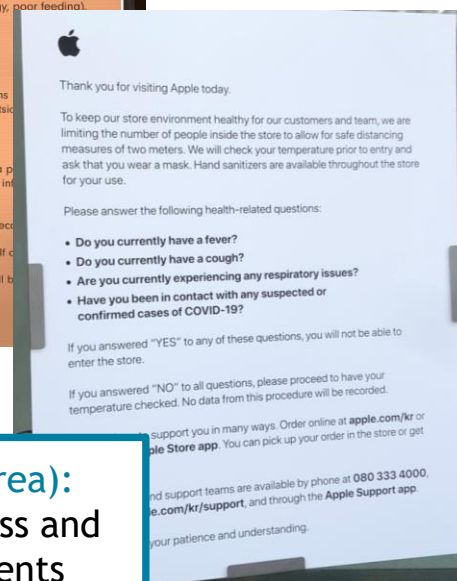 gy, poor feeding).
Thank you for visiting Apple today.
To keep our store environment healthy for our customers and team, we are
limiting the number of people inside the store to allow for safe distancing
measures of two meters. We will check your temperature prior to entry and
ask that you wear a mask. Hand sanitizers are available throughout the store
for your use.
Please answer the following health-related questions:
• Do you currently have a fever?
• Do you currently have a cough?
• Are you currently experiencing any respiratory issues?
• Have you been in contact with any suspected or
confirmed cases of COVID-19?
If you answered "YES" to any of these questions, you will not be able to
enter the store.
If you answered "NO" to all questions, please proceed to have your
temperature checked. No data from this procedure will be recorded.
support you in many ways. Order online at apple.com/kr or
ple Store app. You can pick up your order in the store or get
nd support teams are available by phone at 080 333 4000,
e.com/kr/support, and through the Apple Support app.
your patience and understanding.
rea):
ss and
ents